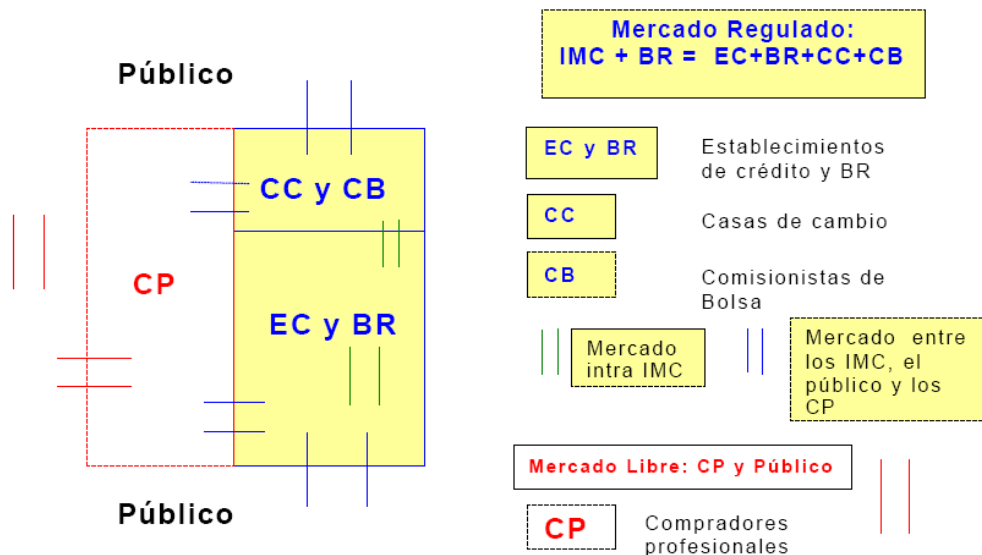 Público
CC y CB
CP
EC y BR
Público
Mercado Regulado:
IMC + BR = EC+BR+CC+CB
EC y BR
Establecimientos
de crédito y BR
CC
Casas de cambio
CB
Comisionistas de
Bolsa
Mercado
intra IMC
Mercado entre
los IMC, el
público y los
CP
Mercado Libre: CP y Público
CP
Compradores
profesionales